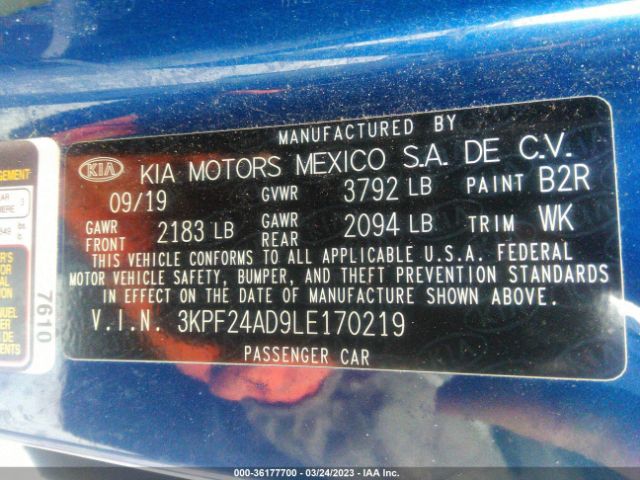 MANUFACTURED BY
KIA KIA MOTORS MEXICO S.A. DE C.V.
09/19 GVWR 3792 LB PAINT B2R
GAWR FRONT 2183 LB GAWR REAR 2094 LB TRIM WK
THIS VEHICLE CONFORMS TO ALL APPLICABLE U.S.A. FEDERAL
MOTOR VEHICLE SAFETY, BUMPER, AND THEFT PREVENTION STANDARDS
IN EFFECT ON THE DATE OF MANUFACTURE SHOWN ABOVE.
V.I.N. 3KPF24AD9LE170219
PASSENGER CAR
7610
000-36177700 - 03/24/2023 - IAA Inc.